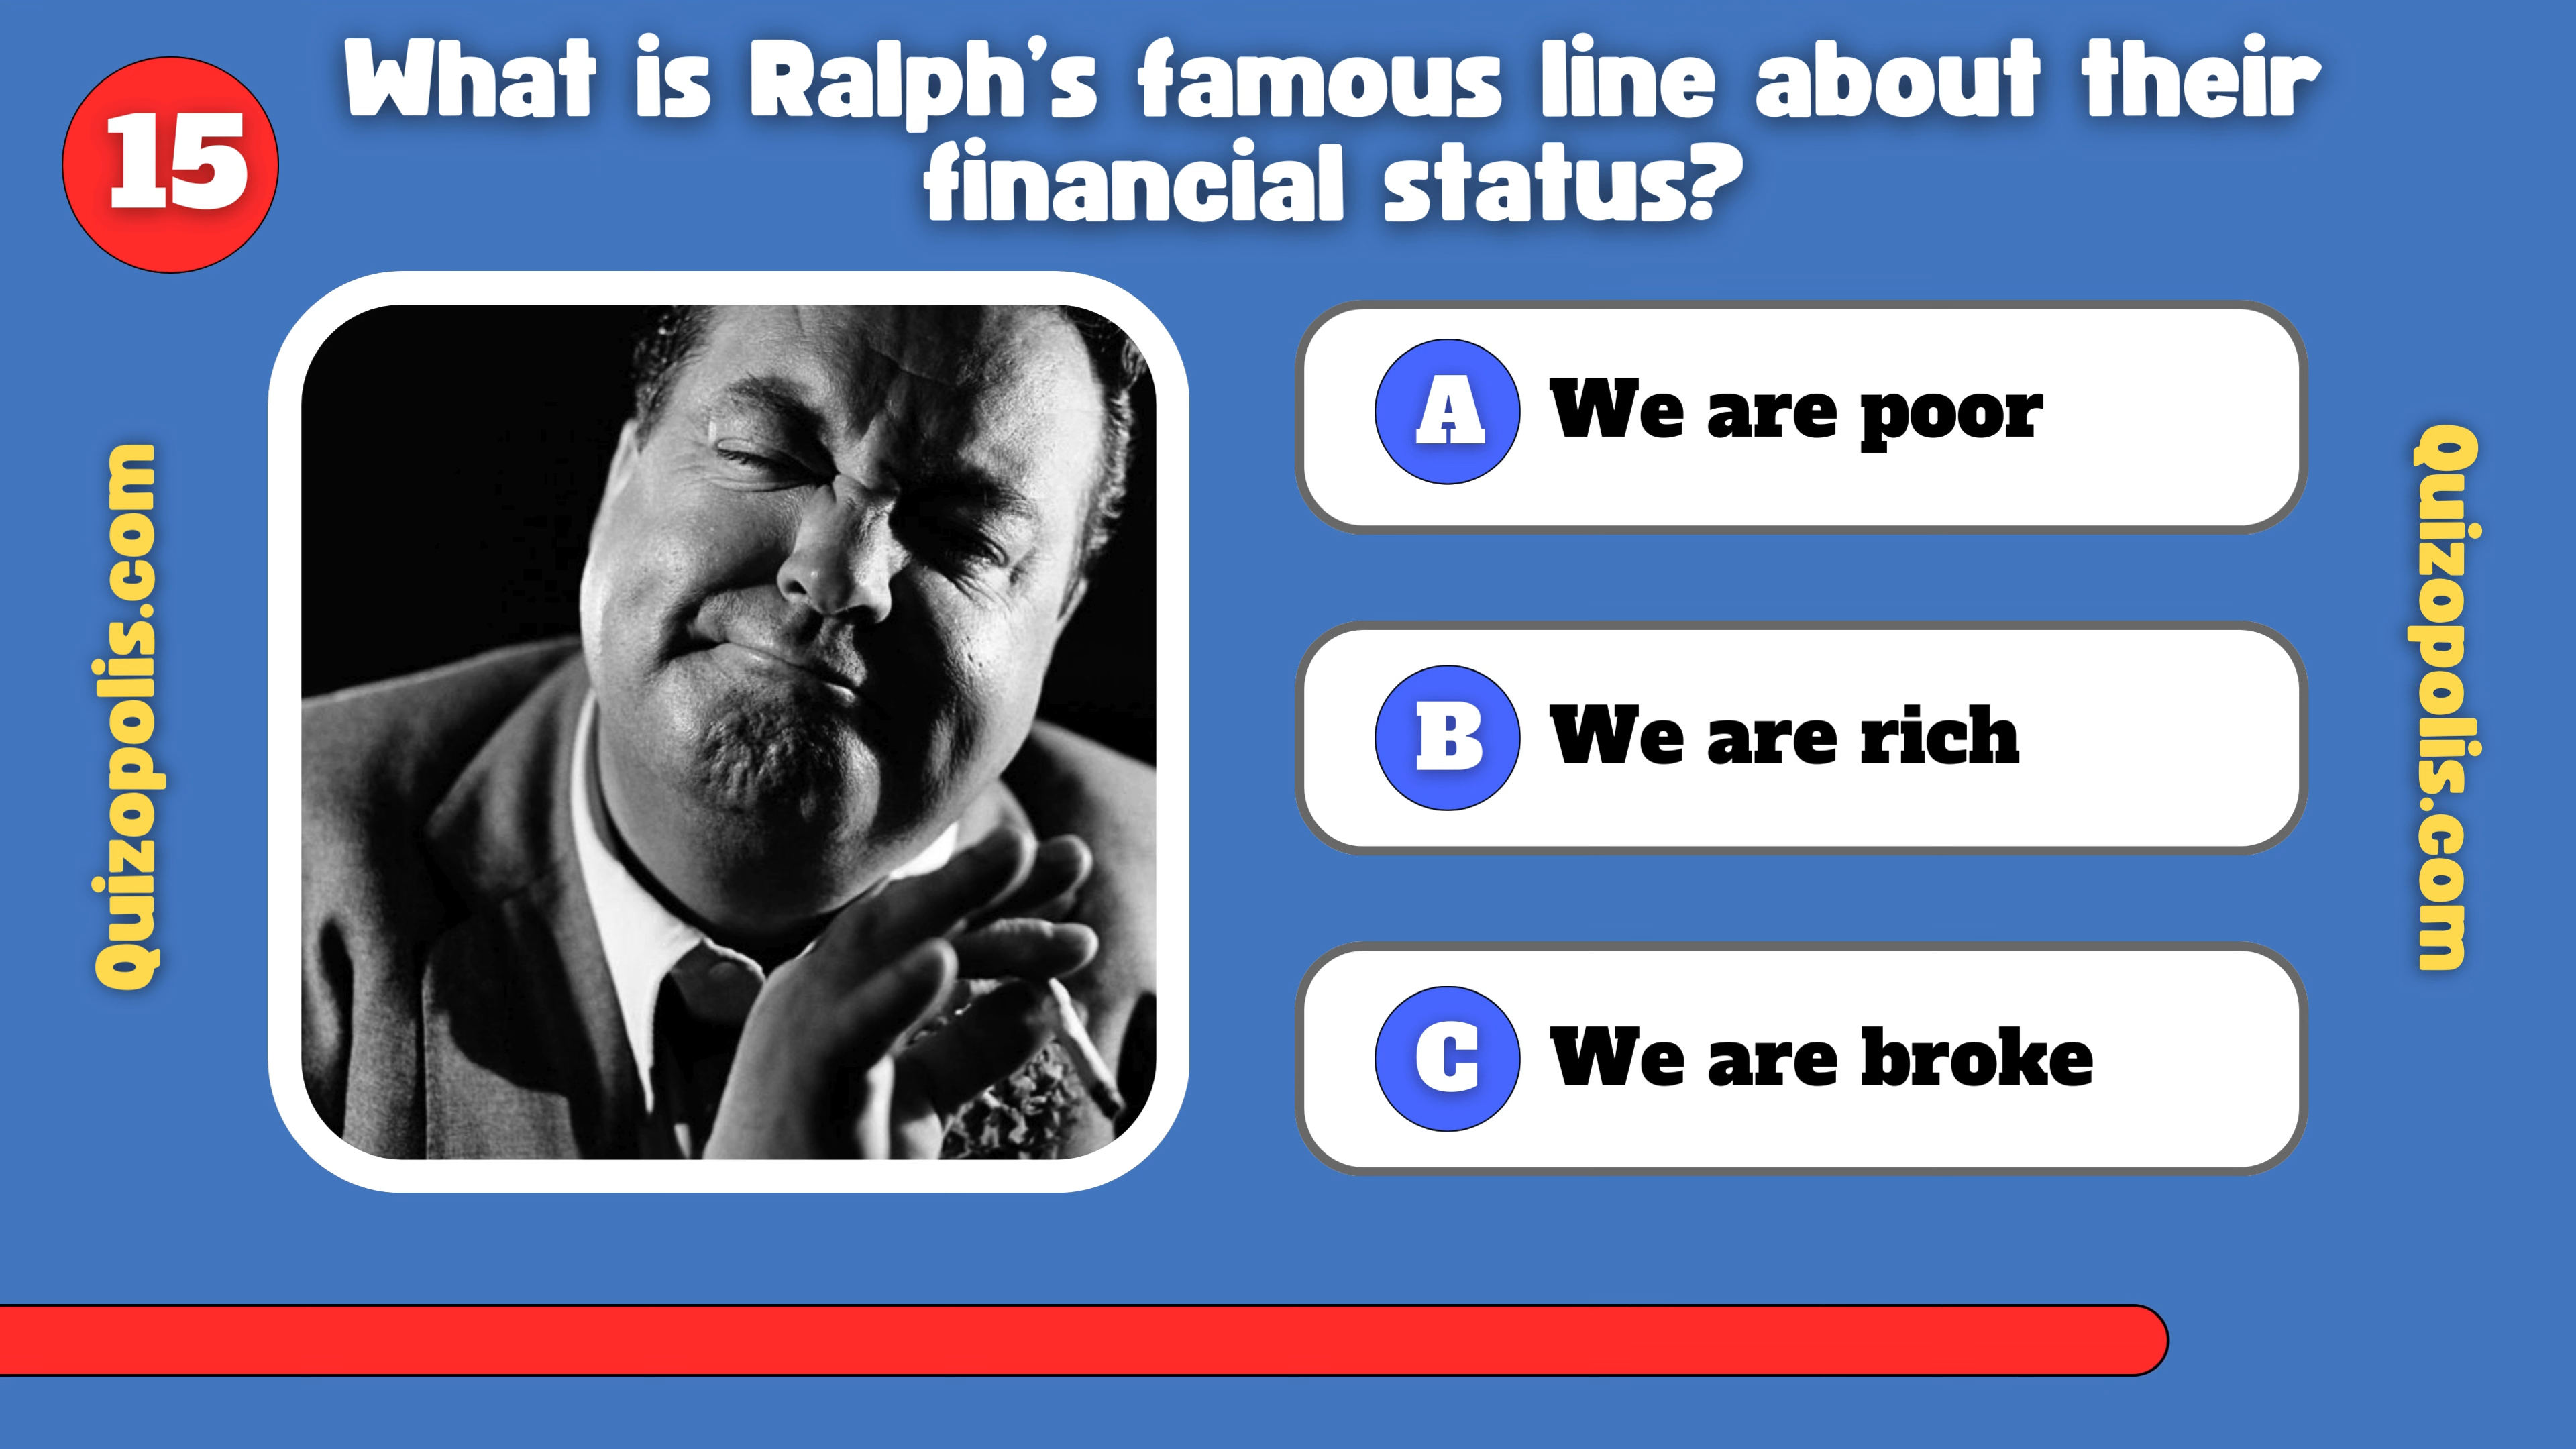 15
What is Ralph's famous line about their
financial status?
Quizopolis.com
A We are poor
B We are rich
C We are broke
Quizopolis.com